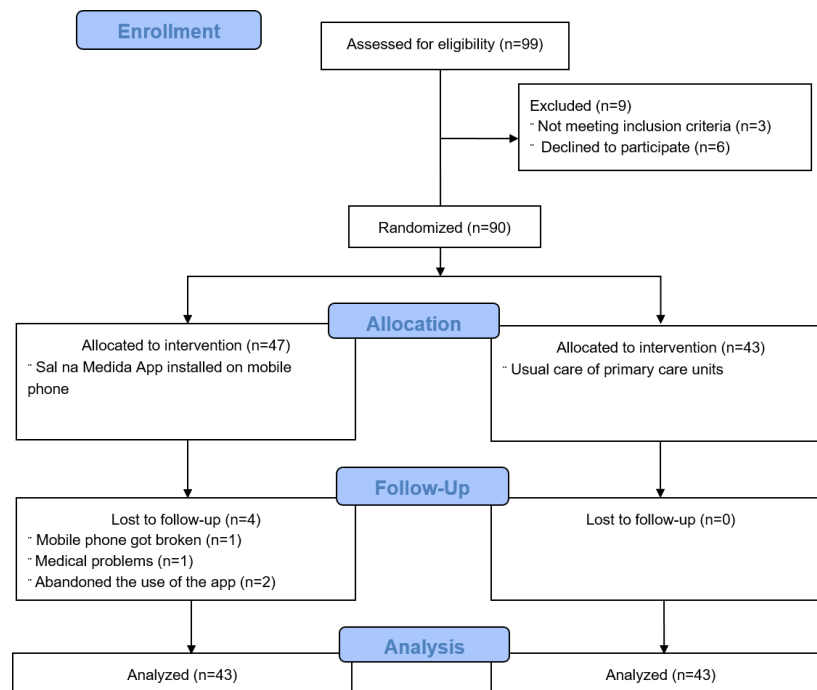 Enrollment
Assessed for eligibility (n=99)
Excluded (n=9)
¨ Not meeting inclusion criteria (n=3)
¨ Declined to participate (n=6)
Randomized (n=90)
Allocation
Allocated to intervention (n=47)
¨ Sal na Medida App installed on mobile
phone
Allocated to intervention (n=43)
¨ Usual care of primary care units
Follow-Up
Lost to follow-up (n=4)
¨ Mobile phone got broken (n=1)
¨ Medical problems (n=1)
¨ Abandoned the use of the app (n=2)
Lost to follow-up (n=0)
Analysis
Analyzed (n=43)
Analyzed (n=43)